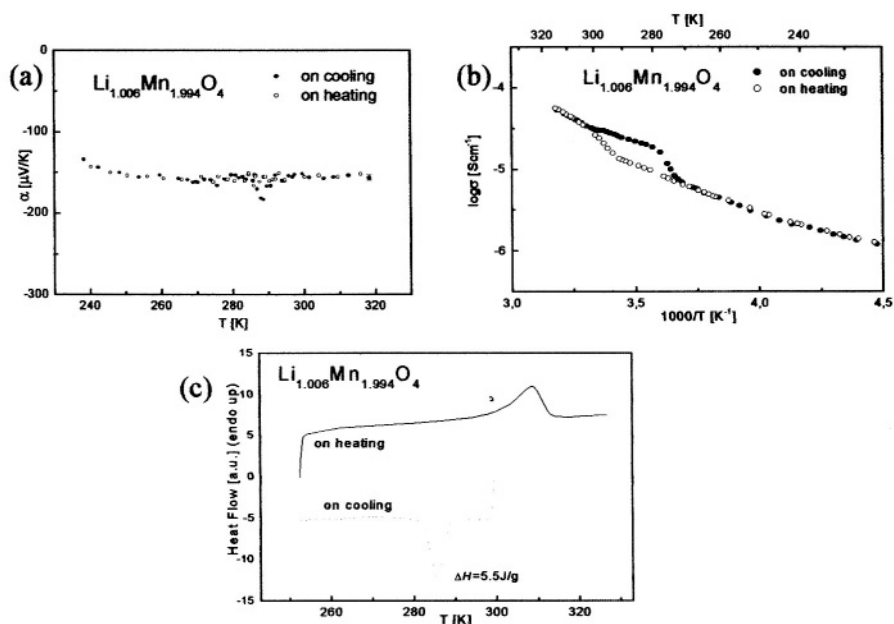 (a)
Li1.006Mn1.994O4
on cooling
on heating
0
-100
-200
-300
α [µV/K]
240
260
280
300
320
T [K]
(b)
T [K]
320
300
280
260
240
Li1.006Mn1.994O4
on cooling
on heating
-4
-5
-6
logσ [Scm-1]
3,0
3,5
4,0
4,5
1000/T [K-1]
(c)
Li1.006Mn1.994O4
15
10
5
0
-5
-10
-15
Heat Flow [a.u.] (endo up)
on heating
on cooling
ΔH=5.5J/g
260
280
300
320
T [K]